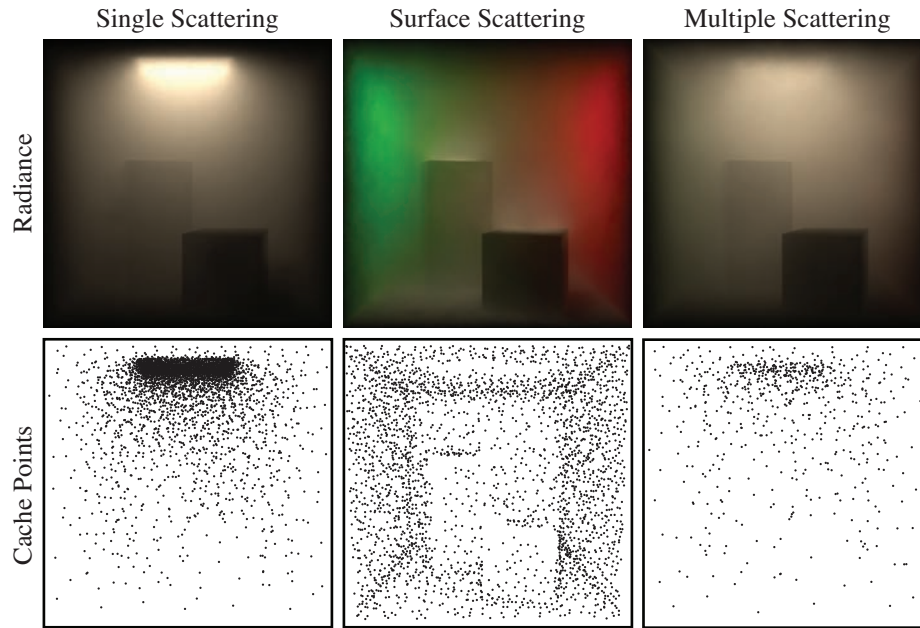 Single Scattering
Surface Scattering
Multiple Scattering
Radiance
Cache Points